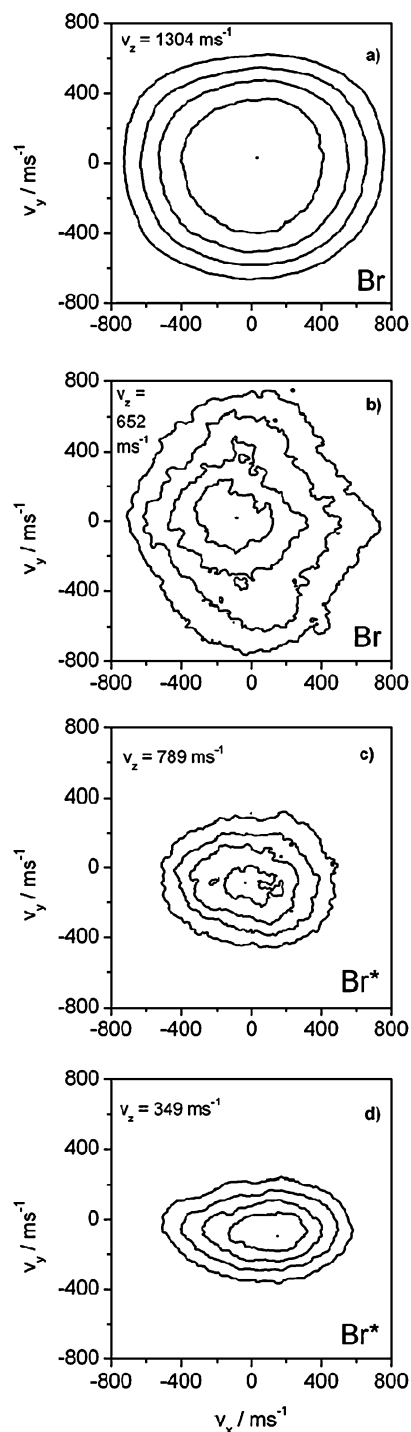 v_z = 1304 ms⁻¹
a)
800
400
0
-400
-800
v_y / ms⁻¹
Br
-800 -400 0 400 800
v_z =
652
ms⁻¹
b)
800
400
0
-400
-800
v_y / ms⁻¹
Br
-800 -400 0 400 800
v_z = 789 ms⁻¹
c)
800
400
0
-400
-800
v_y / ms⁻¹
Br*
-800 -400 0 400 800
v_z = 349 ms⁻¹
d)
800
400
0
-400
-800
v_y / ms⁻¹
Br*
-800 -400 0 400 800
v_x / ms⁻¹